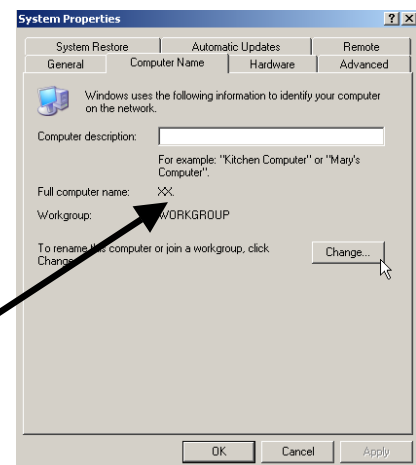 System Properties
System Restore Automatic Updates Remote
General Computer Name Hardware Advanced
Windows uses the following information to identify your computer
on the network.
Computer description:
For example: "Kitchen Computer" or "Mary's
Computer".
Full computer name: XX.
Workgroup: WORKGROUP
To rename this computer or join a workgroup, click Change...
Change.
OK Cancel Apply